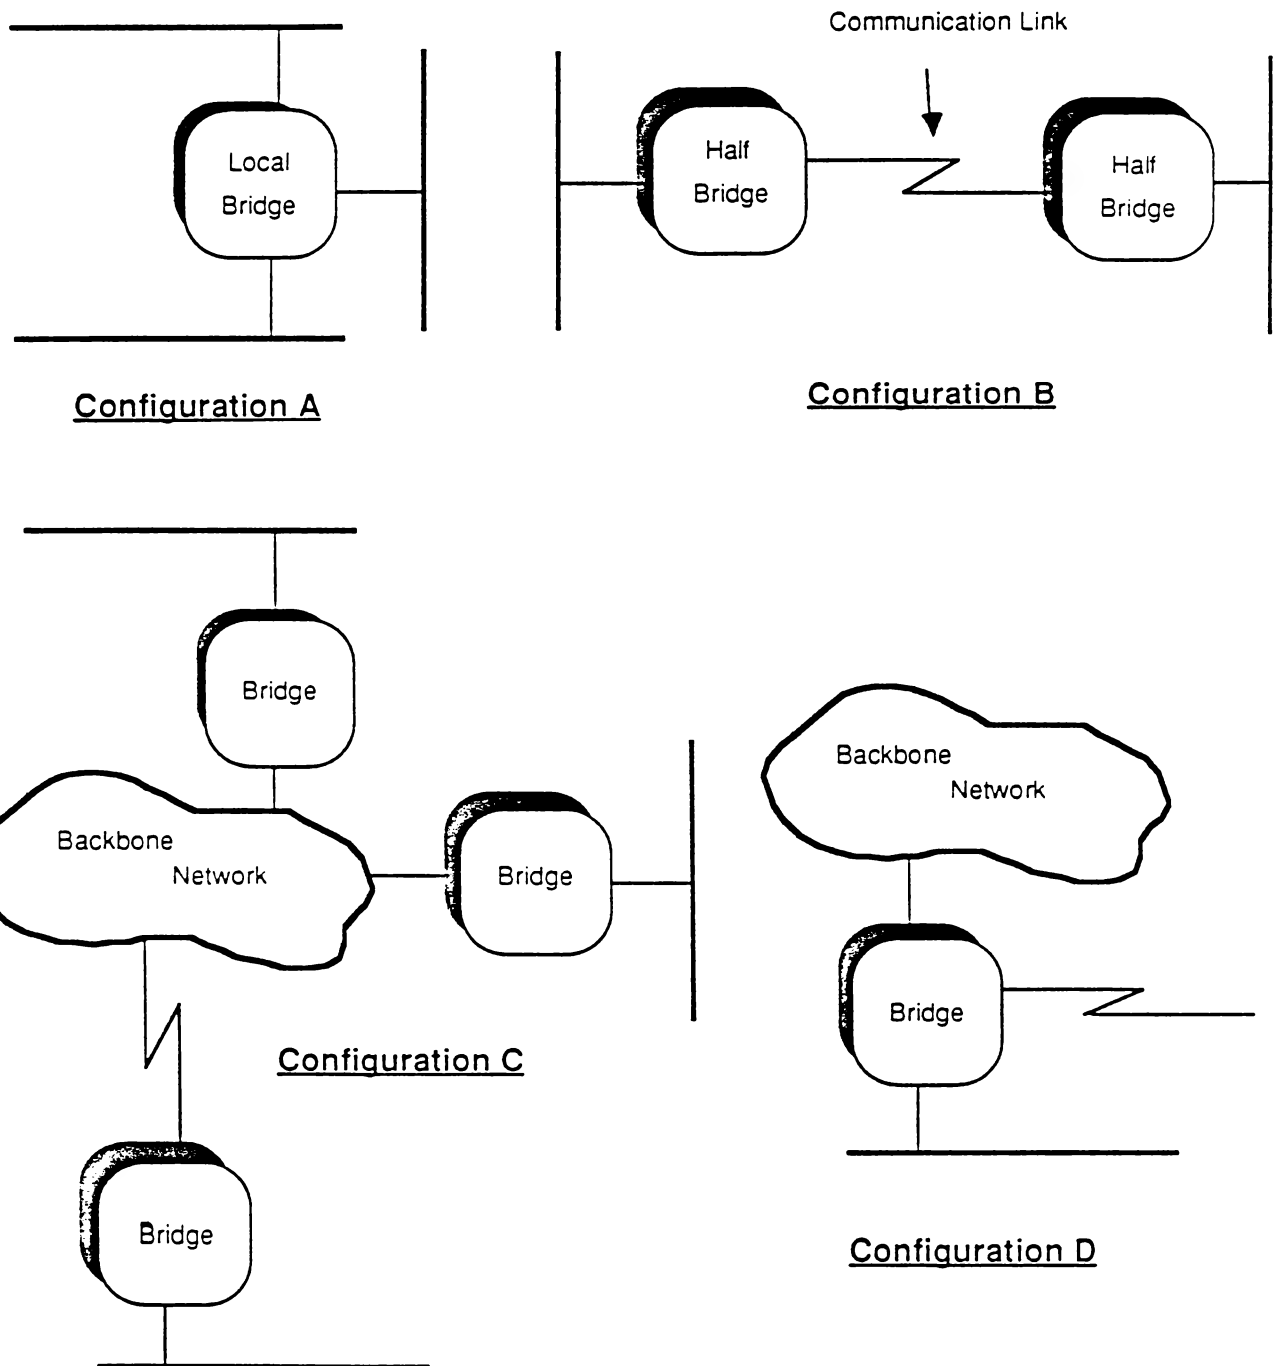 Communication Link
Local
Bridge
Half
Bridge
Half
Bridge
Configuration A
Configuration B
Bridge
Backbone
Network
Bridge
Backbone
Network
Bridge
Configuration C
Bridge
Configuration D